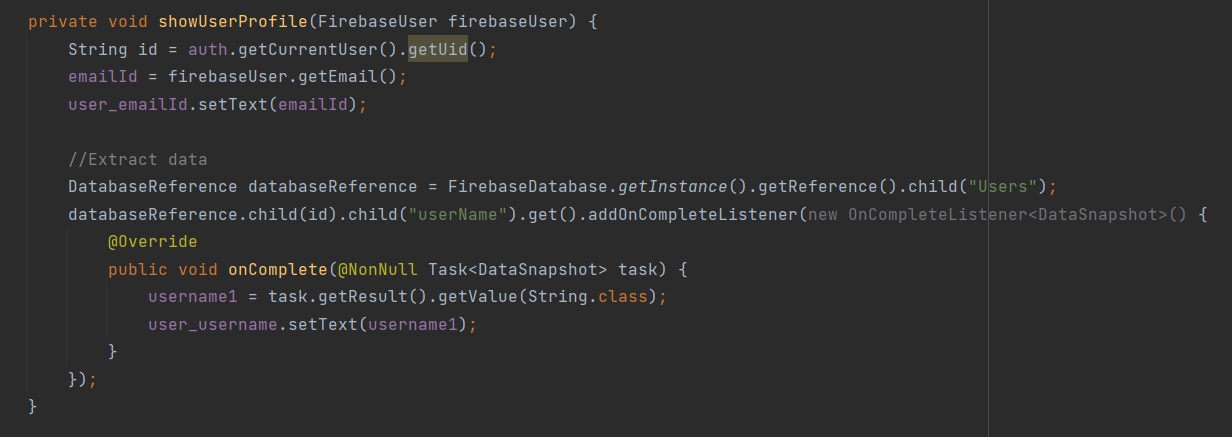 private void showUserProfile(FirebaseUser firebaseUser) {
String id = auth.getCurrentUser().getUid();
emailId = firebaseUser.getEmail();
user_emailId.setText(emailId);
//Extract data
DatabaseReference databaseReference = FirebaseDatabase.getInstance().getReference().child("Users");
databaseReference.child(id).child("userName").get().addOnCompleteListener(new OnCompleteListener<DataSnapshot>() {
@Override
public void onComplete(@NonNull Task<DataSnapshot> task) {
username1 = task.getResult().getValue(String.class);
user_username.setText(username1);
}
});
}